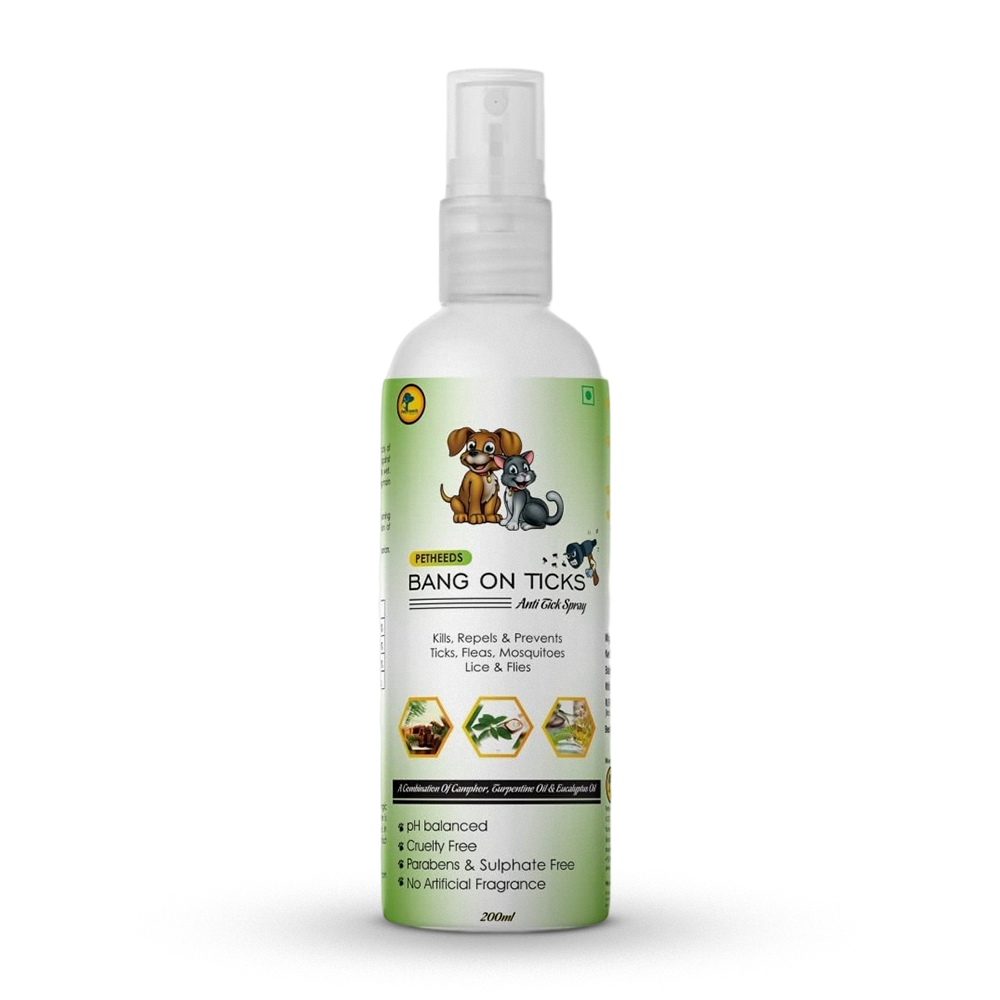 PETHEEDS
BANG ON TICKS
Anti Tick Spray
Kills, Repels & Prevents
Ticks, Fleas, Mosquitoes
Lice & Flies
A Combination Of Camphor, Turpentine Oil & Eucalyptus Oil
pH balanced
Cruelty Free
Parabens & Sulphate Free
No Artificial Fragrance
200ml